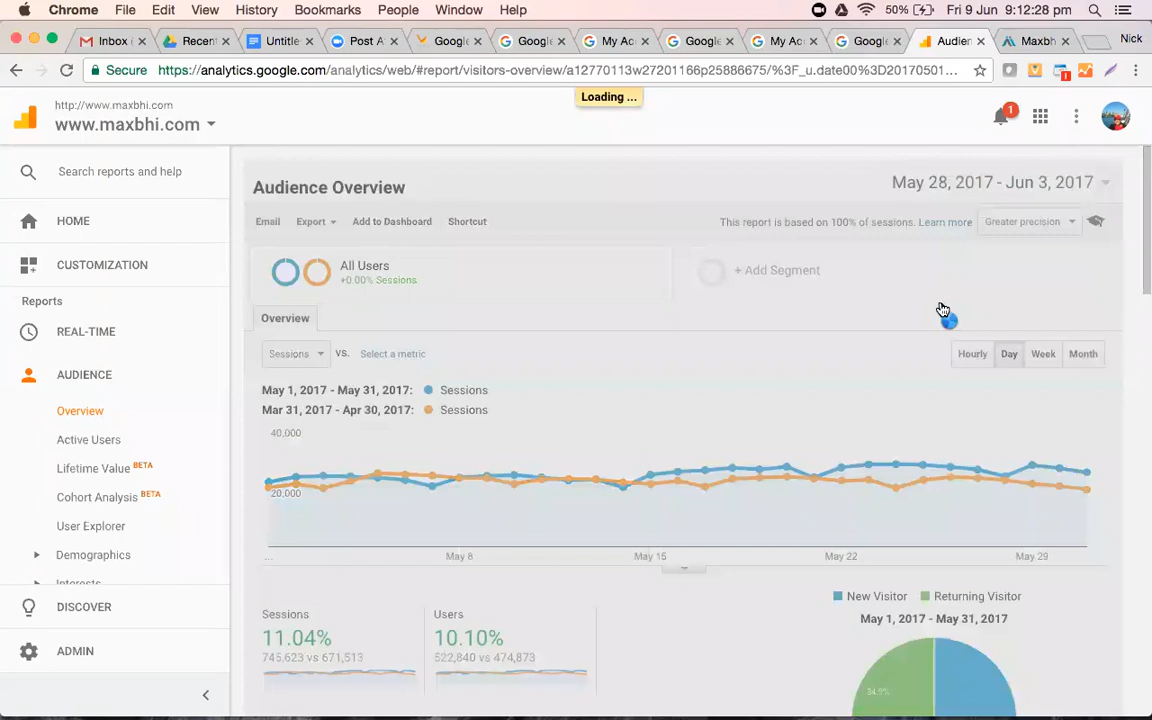 Chrome File Edit View History Bookmarks People Window Help 50% Fri 9 Jun 9:12:28 pm
Inbox ( Recent Untitle Post A Google Google My Ac Google My Ac Google Audien Maxbh Nick
Secure https://analytics.google.com/analytics/web/#report/visitors-overview/a12770113w27201166p25886675/%3F_u.date00%3D20170501...
Loading ...
http://www.maxbhi.com
www.maxbhi.com
1
Search reports and help
HOME
CUSTOMIZATION
Reports
REAL-TIME
AUDIENCE
Overview
Active Users
Lifetime Value BETA
Cohort Analysis BETA
User Explorer
Demographics
Interests
DISCOVER
ADMIN
Audience Overview
May 28, 2017 - Jun 3, 2017
Email Export Add to Dashboard Shortcut
This report is based on 100% of sessions. Learn more Greater precision
All Users
+0.00% Sessions
+ Add Segment
Overview
Sessions VS. Select a metric
Hourly Day Week Month
May 1, 2017 - May 31, 2017: Sessions
Mar 31, 2017 - Apr 30, 2017: Sessions
40,000
20,000
... May 8 May 15 May 22 May 29
Sessions
11.04%
745,623 vs 671,513
Users
10.10%
522,840 vs 474,873
New Visitor Returning Visitor
May 1, 2017 - May 31, 2017
34.9%